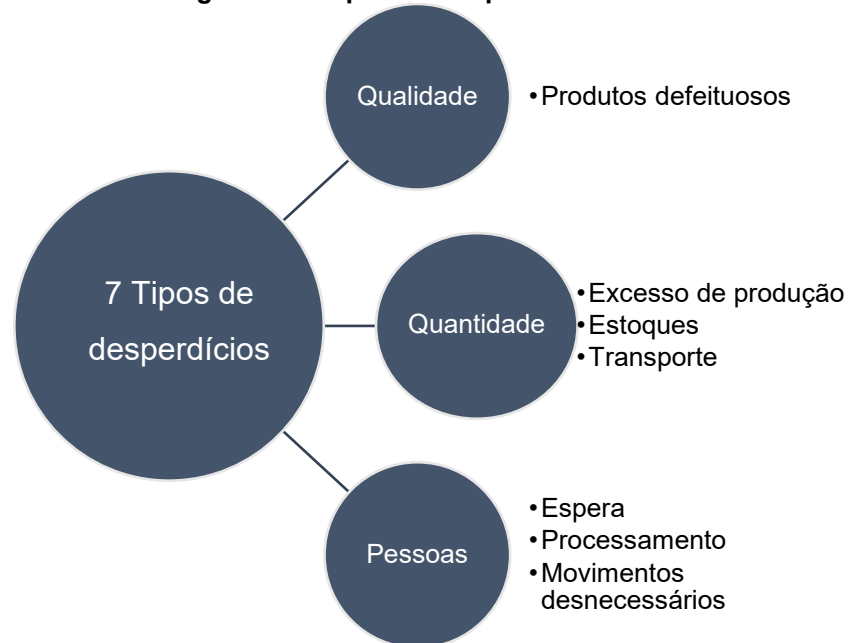 Qualidade
•Produtos defeituosos
7 Tipos de
desperdícios
Quantidade
•Excesso de produção
•Estoques
•Transporte
Pessoas
•Espera
•Processamento
•Movimentos
desnecessários